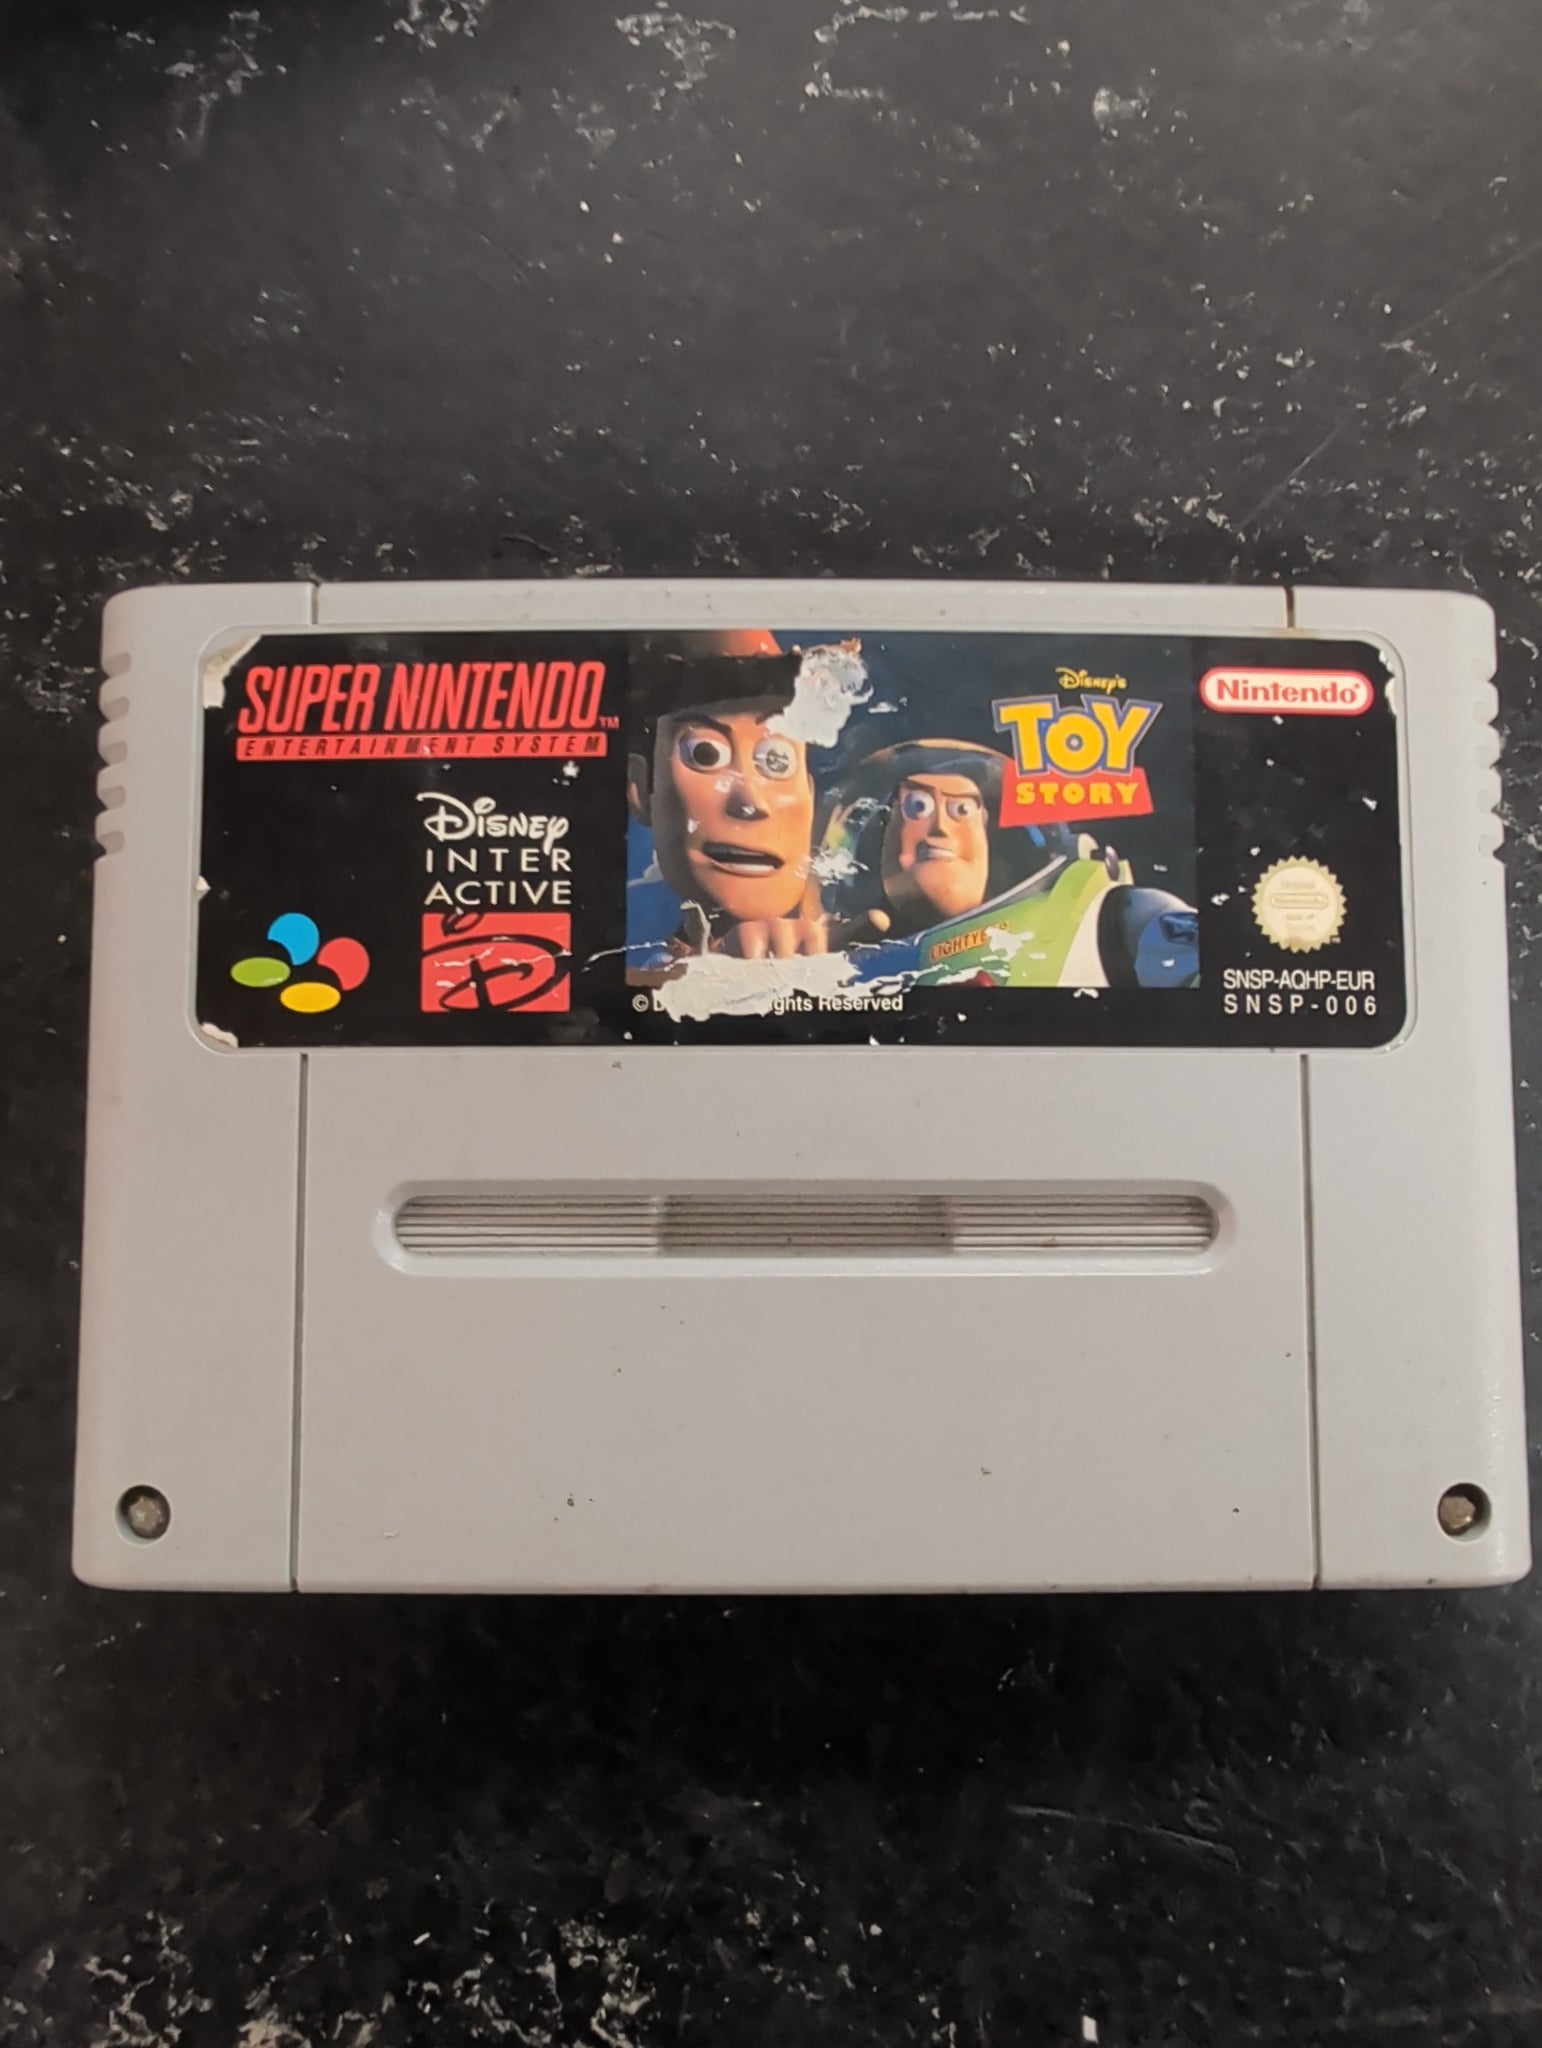 SUPER NINTENDO™
ENTERTAINMENT SYSTEM
DISNEY
INTER
ACTIVE
D
DISNEY'S
TOY
STORY
LIGHTYE
© D ghts Reserved
Nintendo®
Nintendo
SNSP-AQHP-EUR
SNSP-006